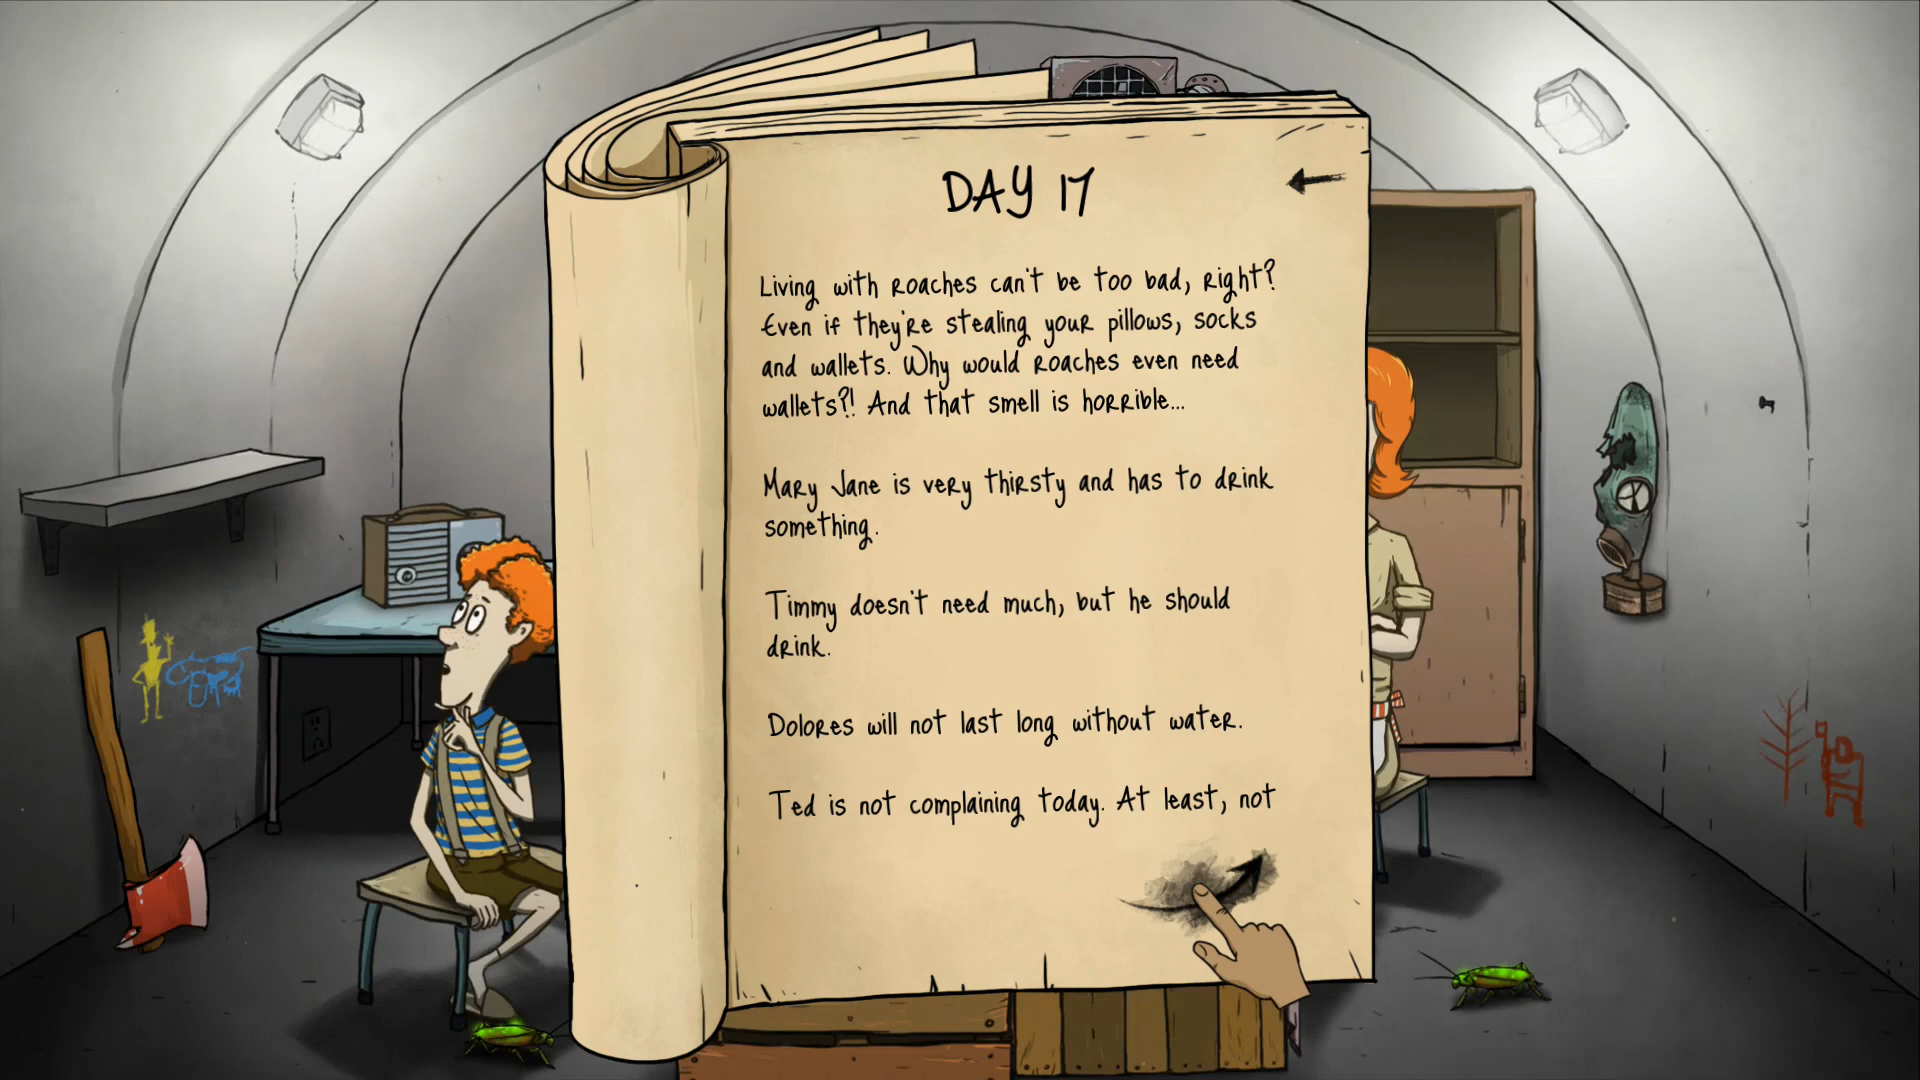 DAY 17
Living with roaches can't be too bad, right?
Even if they're stealing your pillows, socks
and wallets. Why would roaches even need
wallets?! And that smell is horrible...
Mary Jane is very thirsty and has to drink
something.
Timmy doesn't need much, but he should
drink.
Dolores will not last long without water.
Ted is not complaining today. At least, not